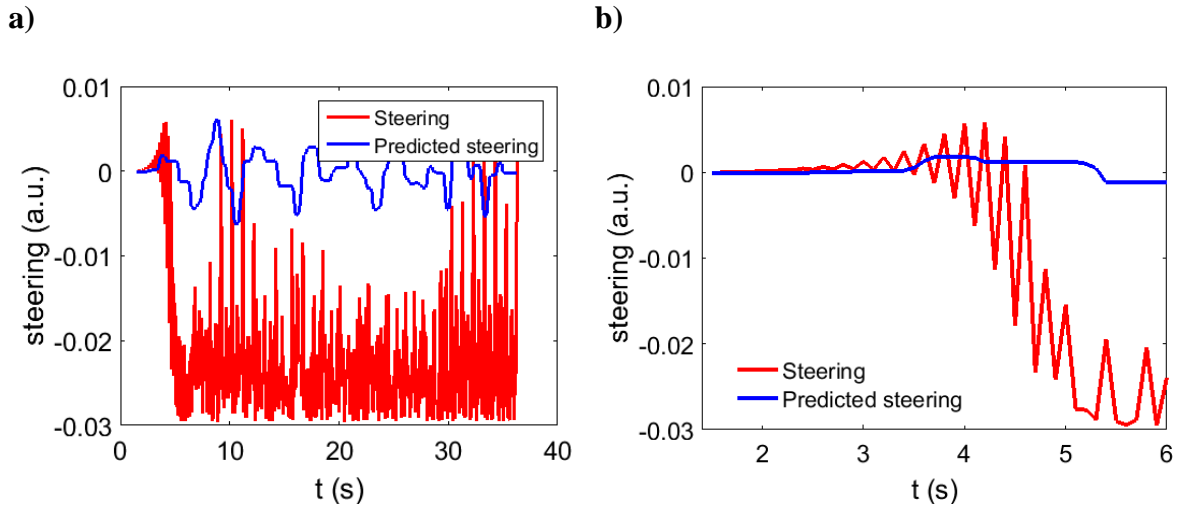 a)
b)
0.01
0
-0.01
-0.02
-0.03
steering (a.u.)
Steering
Predicted steering
0
10
20
30
40
t (s)
0.01
0
-0.01
-0.02
-0.03
steering (a.u.)
Steering
Predicted steering
2
3
4
5
6
t (s)